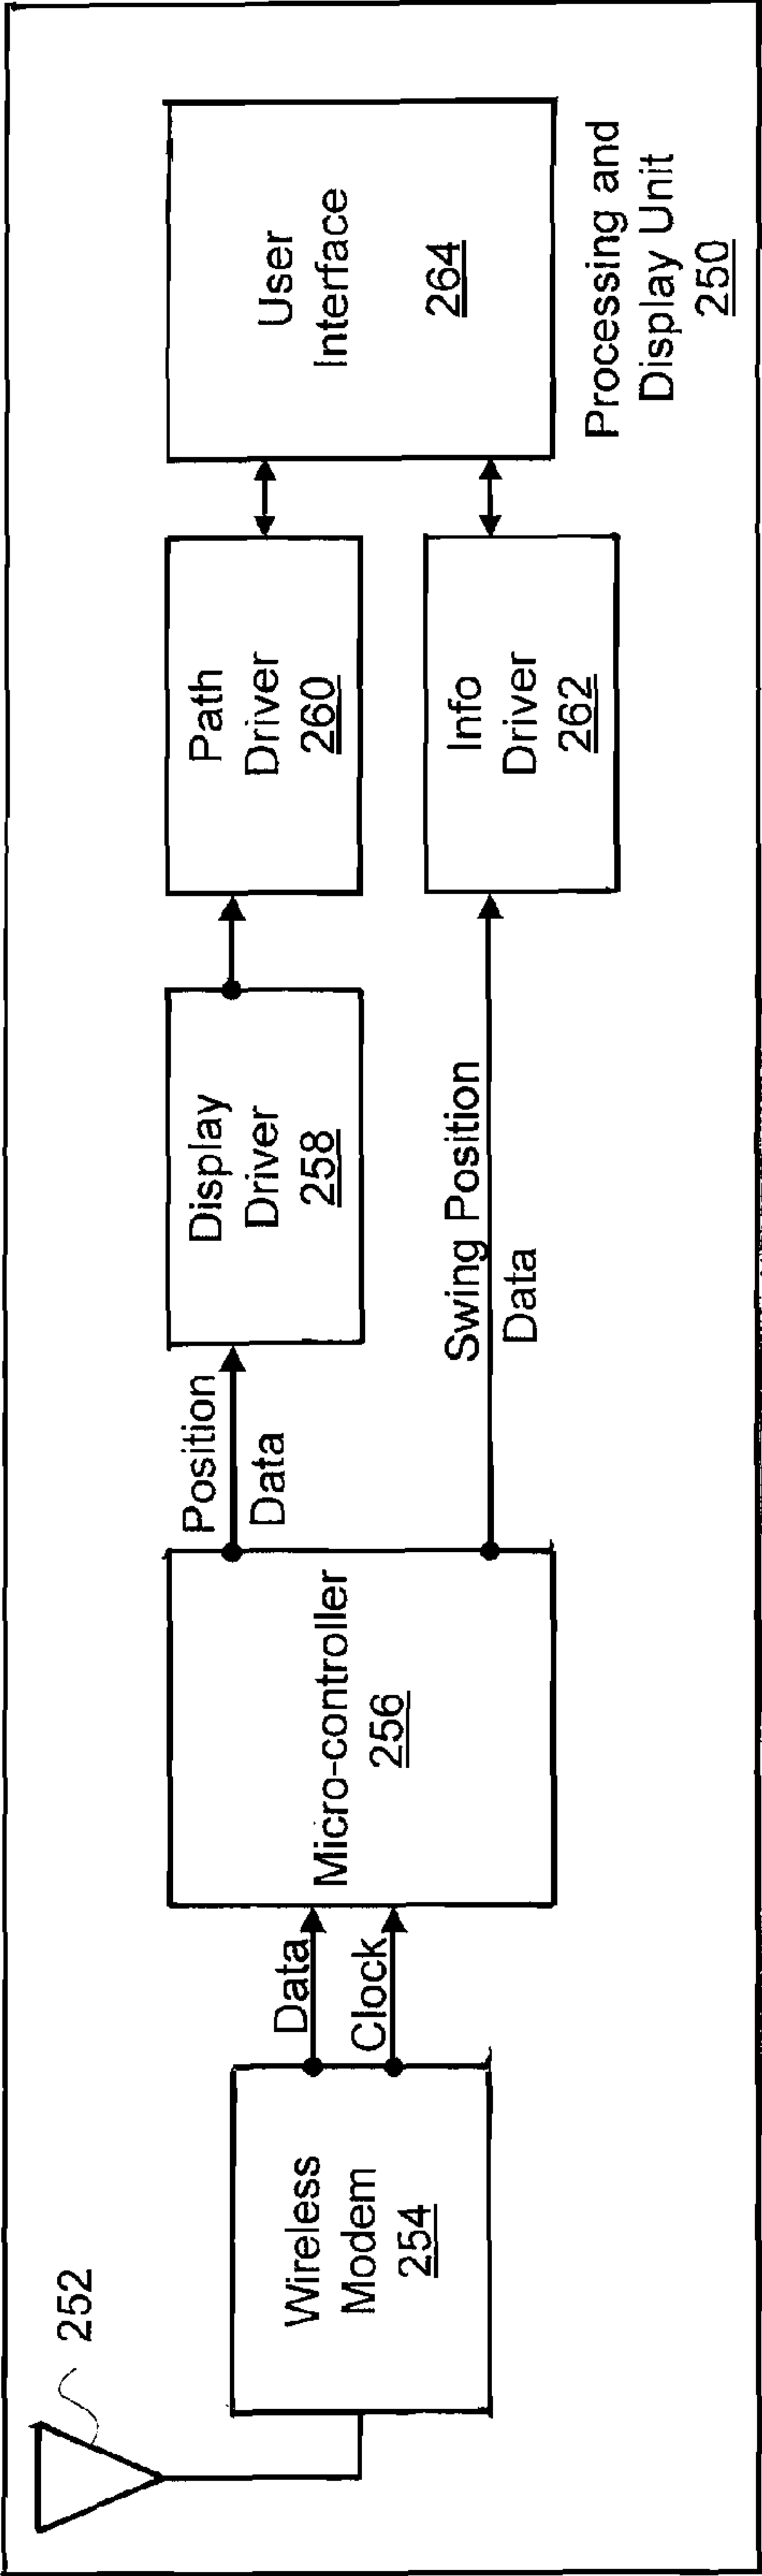 252
Wireless
Modem
254
Data
Clock
Micro-controller
256
Position
Data
Swing Position
Data
Display
Driver
258
Path
Driver
260
Info
Driver
262
User
Interface
264
Processing and
Display Unit
250